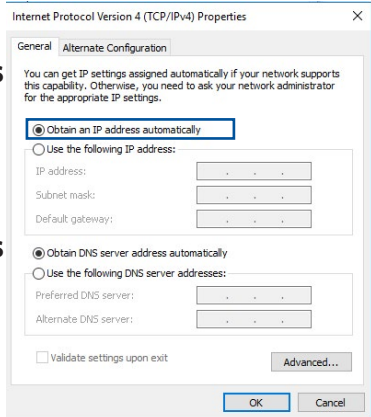 Internet Protocol Version 4 (TCP/IPv4) Properties
General Alternate Configuration
You can get IP settings assigned automatically if your network supports
this capability. Otherwise, you need to ask your network administrator
for the appropriate IP settings.
Obtain an IP address automatically
Use the following IP address:
IP address:
Subnet mask:
Default gateway:
Obtain DNS server address automatically
Use the following DNS server addresses:
Preferred DNS server:
Alternate DNS server:
Validate settings upon exit
Advanced...
OK Cancel